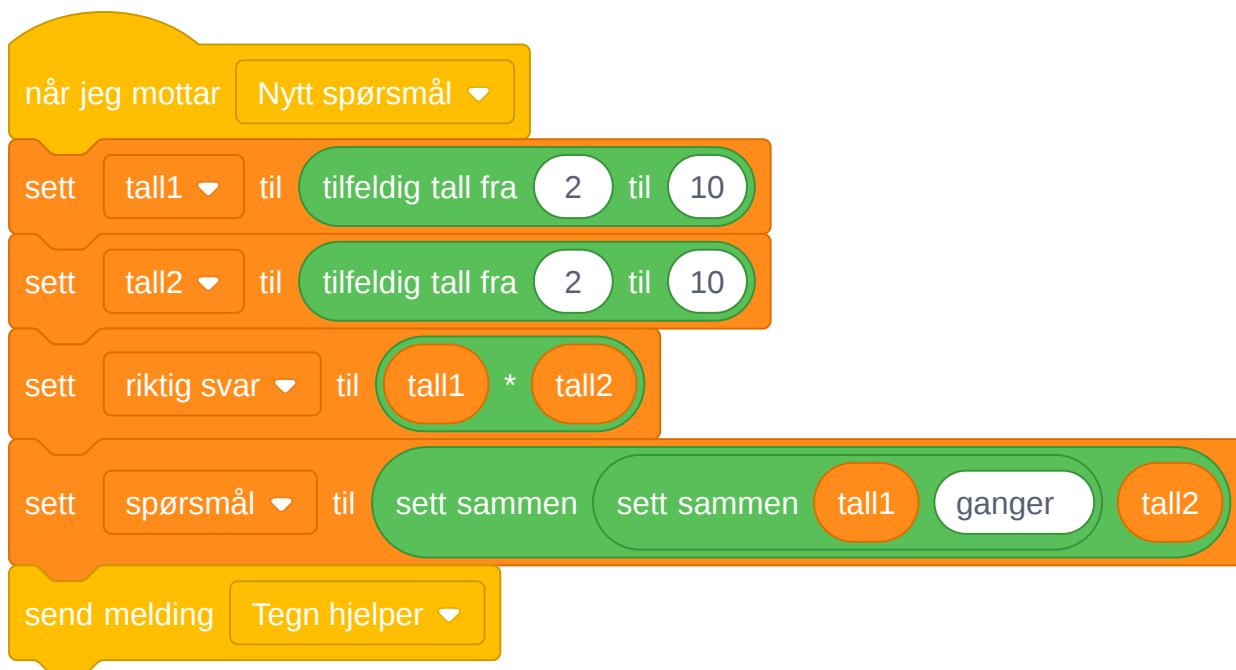 når jeg mottar Nytt spørsmål
sett tall1 til tilfeldig tall fra 2 til 10
sett tall2 til tilfeldig tall fra 2 til 10
sett riktig svar til tall1 * tall2
sett spørsmål til sett sammen sett sammen tall1 ganger tall2
send melding Tegn hjelper